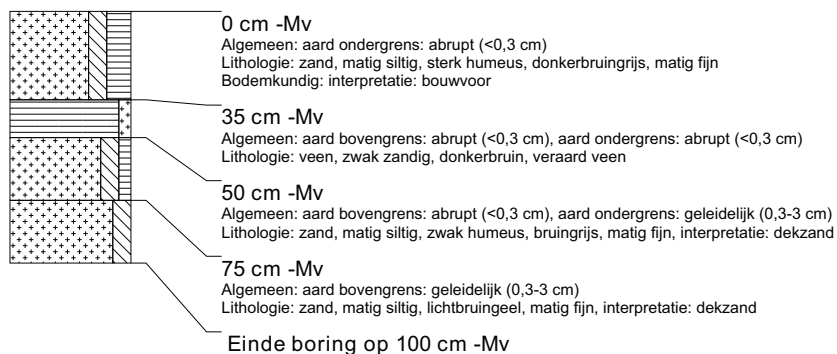 0 cm -Mv
Algemeen: aard ondergrens: abrupt (<0,3 cm)
Lithologie: zand, matig siltig, sterk humeus, donkerbruingrijs, matig fijn
Bodemkundig: interpretatie: bouwvoor
35 cm -Mv
Algemeen: aard bovengrens: abrupt (<0,3 cm), aard ondergrens: abrupt (<0,3 cm)
Lithologie: veen, zwak zandig, donkerbruin, veraard veen
50 cm -Mv
Algemeen: aard bovengrens: abrupt (<0,3 cm), aard ondergrens: geleidelijk (0,3-3 cm)
Lithologie: zand, matig siltig, zwak humeus, bruingrijs, matig fijn, interpretatie: dekzand
75 cm -Mv
Algemeen: aard bovengrens: geleidelijk (0,3-3 cm)
Lithologie: zand, matig siltig, lichtbruingeel, matig fijn, interpretatie: dekzand
Einde boring op 100 cm -Mv